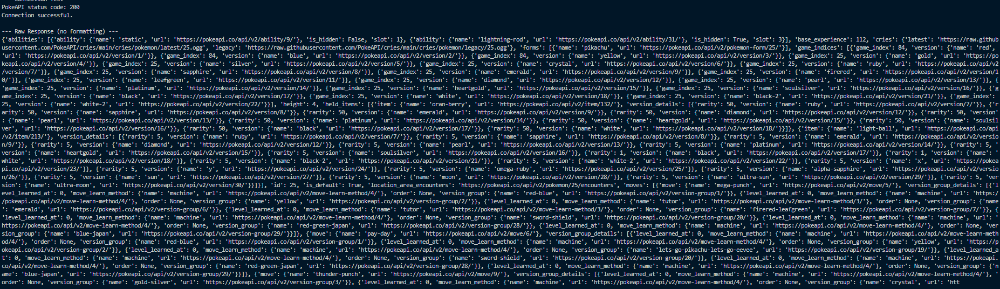 Connection Test
PokeAPI status code: 200
Connection successful.
--- Raw Response (no formatting) ---
{'abilities': [{'ability': {'name': 'static', 'url': 'https://pokeapi.co/api/v2/ability/9/'}, 'is_hidden': False, 'slot': 1}, {'ability': {'name': 'lightning-rod', 'url': 'https://pokeapi.co/api/v2/ability/31/'}, 'is_hidden': True, 'slot': 3}], 'base_experience': 112, 'cries': {'latest': 'https://raw.github
usercontent.com/PokeAPI/cries/main/cries/pokemon/latest/25.ogg', 'legacy': 'https://raw.githubusercontent.com/PokeAPI/cries/main/cries/pokemon/legacy/25.ogg'}, 'forms': [{'name': 'pikachu', 'url': 'https://pokeapi.co/api/v2/pokemon-form/25/'}], 'game_indices': [{'game_index': 84, 'version': {'name': 'red',
'url': 'https://pokeapi.co/api/v2/version/1/'}}, {'game_index': 84, 'version': {'name': 'blue', 'url': 'https://pokeapi.co/api/v2/version/2/'}}, {'game_index': 84, 'version': {'name': 'yellow', 'url': 'https://pokeapi.co/api/v2/version/3/'}}, {'game_index': 25, 'version': {'name': 'gold', 'url': 'https://po
keapi.co/api/v2/version/4/'}}, {'game_index': 25, 'version': {'name': 'silver', 'url': 'https://pokeapi.co/api/v2/version/5/'}}, {'game_index': 25, 'version': {'name': 'crystal', 'url': 'https://pokeapi.co/api/v2/version/6/'}}, {'game_index': 25, 'version': {'name': 'ruby', 'url': 'https://pokeapi.co/api/v2
/version/7/'}}, {'game_index': 25, 'version': {'name': 'sapphire', 'url': 'https://pokeapi.co/api/v2/version/8/'}}, {'game_index': 25, 'version': {'name': 'emerald', 'url': 'https://pokeapi.co/api/v2/version/9/'}}, {'game_index': 25, 'version': {'name': 'firered', 'url': 'https://pokeapi.co/api/v2/version/1
0/'}}, {'game_index': 25, 'version': {'name': 'leafgreen', 'url': 'https://pokeapi.co/api/v2/version/11/'}}, {'game_index': 25, 'version': {'name': 'diamond', 'url': 'https://pokeapi.co/api/v2/version/12/'}}, {'game_index': 25, 'version': {'name': 'pearl', 'url': 'https://pokeapi.co/api/v2/version/13/'}}, {
'game_index': 25, 'version': {'name': 'platinum', 'url': 'https://pokeapi.co/api/v2/version/14/'}}, {'game_index': 25, 'version': {'name': 'heartgold', 'url': 'https://pokeapi.co/api/v2/version/15/'}}, {'game_index': 25, 'version': {'name': 'soulsilver', 'url': 'https://pokeapi.co/api/v2/version/16/'}}, {'g
ame_index': 25, 'version': {'name': 'black', 'url': 'https://pokeapi.co/api/v2/version/17/'}}, {'game_index': 25, 'version': {'name': 'white', 'url': 'https://pokeapi.co/api/v2/version/18/'}}, {'game_index': 25, 'version': {'name': 'black-2', 'url': 'https://pokeapi.co/api/v2/version/21/'}}, {'game_index':
25, 'version': {'name': 'white-2', 'url': 'https://pokeapi.co/api/v2/version/22/'}}], 'height': 4, 'held_items': [{'item': {'name': 'oran-berry', 'url': 'https://pokeapi.co/api/v2/item/132/'}, 'version_details': [{'rarity': 50, 'version': {'name': 'ruby', 'url': 'https://pokeapi.co/api/v2/version/7/'}}, {'r
arity': 50, 'version': {'name': 'sapphire', 'url': 'https://pokeapi.co/api/v2/version/8/'}}, {'rarity': 50, 'version': {'name': 'emerald', 'url': 'https://pokeapi.co/api/v2/version/9/'}}, {'rarity': 50, 'version': {'name': 'diamond', 'url': 'https://pokeapi.co/api/v2/version/12/'}}, {'rarity': 50, 'version'
: {'name': 'pearl', 'url': 'https://pokeapi.co/api/v2/version/13/'}}, {'rarity': 50, 'version': {'name': 'platinum', 'url': 'https://pokeapi.co/api/v2/version/14/'}}, {'rarity': 50, 'version': {'name': 'heartgold', 'url': 'https://pokeapi.co/api/v2/version/15/'}}, {'rarity': 50, 'version': {'name': 'soulsil
ver', 'url': 'https://pokeapi.co/api/v2/version/16/'}}, {'rarity': 50, 'version': {'name': 'black', 'url': 'https://pokeapi.co/api/v2/version/17/'}}, {'rarity': 50, 'version': {'name': 'white', 'url': 'https://pokeapi.co/api/v2/version/18/'}}]}, {'item': {'name': 'light-ball', 'url': 'https://pokeapi.co/api
/v2/item/213/'}, 'version_details': [{'rarity': 5, 'version': {'name': 'ruby', 'url': 'https://pokeapi.co/api/v2/version/7/'}}, {'rarity': 5, 'version': {'name': 'sapphire', 'url': 'https://pokeapi.co/api/v2/version/8/'}}, {'rarity': 5, 'version': {'name': 'emerald', 'url': 'https://pokeapi.co/api/v2/versio
n/9/'}}, {'rarity': 5, 'version': {'name': 'diamond', 'url': 'https://pokeapi.co/api/v2/version/12/'}}, {'rarity': 5, 'version': {'name': 'pearl', 'url': 'https://pokeapi.co/api/v2/version/13/'}}, {'rarity': 5, 'version': {'name': 'platinum', 'url': 'https://pokeapi.co/api/v2/version/14/'}}, {'rarity': 5,
'version': {'name': 'heartgold', 'url': 'https://pokeapi.co/api/v2/version/15/'}}, {'rarity': 5, 'version': {'name': 'soulsilver', 'url': 'https://pokeapi.co/api/v2/version/16/'}}, {'rarity': 1, 'version': {'name': 'black', 'url': 'https://pokeapi.co/api/v2/version/17/'}}, {'rarity': 1, 'version': {'name': '
white', 'url': 'https://pokeapi.co/api/v2/version/18/'}}, {'rarity': 5, 'version': {'name': 'black-2', 'url': 'https://pokeapi.co/api/v2/version/21/'}}, {'rarity': 5, 'version': {'name': 'white-2', 'url': 'https://pokeapi.co/api/v2/version/22/'}}, {'rarity': 5, 'version': {'name': 'x', 'url': 'https://pokea
pi.co/api/v2/version/23/'}}, {'rarity': 5, 'version': {'name': 'y', 'url': 'https://pokeapi.co/api/v2/version/24/'}}, {'rarity': 5, 'version': {'name': 'omega-ruby', 'url': 'https://pokeapi.co/api/v2/version/25/'}}, {'rarity': 5, 'version': {'name': 'alpha-sapphire', 'url': 'https://pokeapi.co/api/v2/versio
n/26/'}}, {'rarity': 5, 'version': {'name': 'sun', 'url': 'https://pokeapi.co/api/v2/version/27/'}}, {'rarity': 5, 'version': {'name': 'moon', 'url': 'https://pokeapi.co/api/v2/version/28/'}}, {'rarity': 5, 'version': {'name': 'ultra-sun', 'url': 'https://pokeapi.co/api/v2/version/29/'}}, {'rarity': 5, 'ver
sion': {'name': 'ultra-moon', 'url': 'https://pokeapi.co/api/v2/version/30/'}}]}], 'id': 25, 'is_default': True, 'location_area_encounters': 'https://pokeapi.co/api/v2/pokemon/25/encounters', 'moves': [{'move': {'name': 'mega-punch', 'url': 'https://pokeapi.co/api/v2/move/5/'}, 'version_group_details': [{'l
evel_learned_at': 0, 'move_learn_method': {'name': 'machine', 'url': 'https://pokeapi.co/api/v2/move-learn-method/4/'}, 'order': None, 'version_group': {'name': 'red-blue', 'url': 'https://pokeapi.co/api/v2/version-group/1/'}}, {'level_learned_at': 0, 'move_learn_method': {'name': 'machine', 'url': 'https:/
/pokeapi.co/api/v2/move-learn-method/4/'}, 'order': None, 'version_group': {'name': 'yellow', 'url': 'https://pokeapi.co/api/v2/version-group/2/'}}, {'level_learned_at': 0, 'move_learn_method': {'name': 'tutor', 'url': 'https://pokeapi.co/api/v2/move-learn-method/3/'}, 'order': None, 'version_group': {'name
': 'emerald', 'url': 'https://pokeapi.co/api/v2/version-group/6/'}}, {'level_learned_at': 0, 'move_learn_method': {'name': 'tutor', 'url': 'https://pokeapi.co/api/v2/move-learn-method/3/'}, 'order': None, 'version_group': {'name': 'firered-leafgreen', 'url': 'https://pokeapi.co/api/v2/version-group/7/'}}, {
'level_learned_at': 0, 'move_learn_method': {'name': 'machine', 'url': 'https://pokeapi.co/api/v2/move-learn-method/4/'}, 'order': None, 'version_group': {'name': 'sword-shield', 'url': 'https://pokeapi.co/api/v2/version-group/20/'}}, {'level_learned_at': 0, 'move_learn_method': {'name': 'machine', 'url': '
https://pokeapi.co/api/v2/move-learn-method/4/'}, 'order': None, 'version_group': {'name': 'red-green-japan', 'url': 'https://pokeapi.co/api/v2/version-group/28/'}}, {'level_learned_at': 0, 'move_learn_method': {'name': 'machine', 'url': 'https://pokeapi.co/api/v2/move-learn-method/4/'}, 'order': None, 'ver
sion_group': {'name': 'blue-japan', 'url': 'https://pokeapi.co/api/v2/version-group/29/'}}]}, {'move': {'name': 'pay-day', 'url': 'https://pokeapi.co/api/v2/move/6/'}, 'version_group_details': [{'level_learned_at': 0, 'move_learn_method': {'name': 'machine', 'url': 'https://pokeapi.co/api/v2/move-learn-meth
od/4/'}, 'order': None, 'version_group': {'name': 'red-blue', 'url': 'https://pokeapi.co/api/v2/version-group/1/'}}, {'level_learned_at': 0, 'move_learn_method': {'name': 'machine', 'url': 'https://pokeapi.co/api/v2/move-learn-method/4/'}, 'order': None, 'version_group': {'name': 'yellow', 'url': 'https://p
okeapi.co/api/v2/version-group/2/'}}, {'level_learned_at': 0, 'move_learn_method': {'name': 'machine', 'url': 'https://pokeapi.co/api/v2/move-learn-method/4/'}, 'order': None, 'version_group': {'name': 'lets-go-pikachu-lets-go-eevee', 'url': 'https://pokeapi.co/api/v2/version-group/19/'}}, {'level_learned_a
t': 0, 'move_learn_method': {'name': 'machine', 'url': 'https://pokeapi.co/api/v2/move-learn-method/4/'}, 'order': None, 'version_group': {'name': 'sword-shield', 'url': 'https://pokeapi.co/api/v2/version-group/20/'}}, {'level_learned_at': 0, 'move_learn_method': {'name': 'machine', 'url': 'https://pokeapi.
co/api/v2/move-learn-method/4/'}, 'order': None, 'version_group': {'name': 'red-green-japan', 'url': 'https://pokeapi.co/api/v2/version-group/28/'}}, {'level_learned_at': 0, 'move_learn_method': {'name': 'machine', 'url': 'https://pokeapi.co/api/v2/move-learn-method/4/'}, 'order': None, 'version_group': {'n
ame': 'blue-japan', 'url': 'https://pokeapi.co/api/v2/version-group/29/'}}]}, {'move': {'name': 'thunder-punch', 'url': 'https://pokeapi.co/api/v2/move/9/'}, 'version_group_details': [{'level_learned_at': 0, 'move_learn_method': {'name': 'machine', 'url': 'https://pokeapi.co/api/v2/move-learn-method/4/'}, '
order': None, 'version_group': {'name': 'gold-silver', 'url': 'https://pokeapi.co/api/v2/version-group/3/'}}, {'level_learned_at': 0, 'move_learn_method': {'name': 'machine', 'url': 'https://pokeapi.co/api/v2/move-learn-method/4/'}, 'order': None, 'version_group': {'name': 'crystal', 'url': 'htt